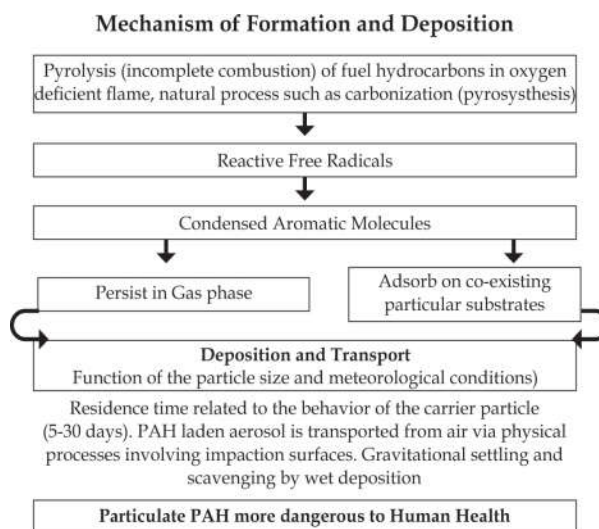 Mechanism of Formation and Deposition
Pyrolysis (incomplete combustion) of fuel hydrocarbons in oxygen
deficient flame, natural process such as carbonization (pyrosysthesis)
Reactive Free Radicals
Condensed Aromatic Molecules
Persist in Gas phase
Adsorb on co-existing
particular substrates
Deposition and Transport
Function of the particle size and meteorological conditions)
Residence time related to the behavior of the carrier particle
(5-30 days). PAH laden aerosol is transported from air via physical
processes involving impaction surfaces. Gravitational settling and
scavenging by wet deposition
Particulate PAH more dangerous to Human Health